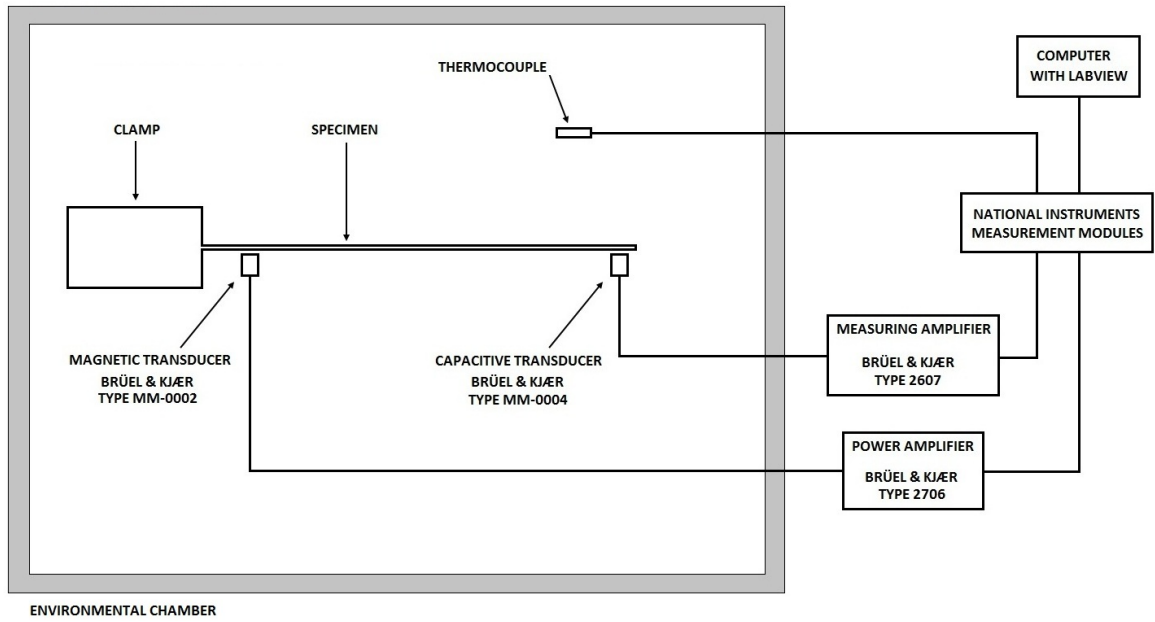 THERMOCOUPLE
COMPUTER
WITH LABVIEW
CLAMP
SPECIMEN
NATIONAL INSTRUMENTS
MEASUREMENT MODULES
MEASURING AMPLIFIER
BRÜEL & KJÆR
TYPE 2607
MAGNETIC TRANSDUCER
BRÜEL & KJÆR
TYPE MM-0002
CAPACITIVE TRANSDUCER
BRÜEL & KJÆR
TYPE MM-0004
POWER AMPLIFIER
BRÜEL & KJÆR
TYPE 2706
ENVIRONMENTAL CHAMBER